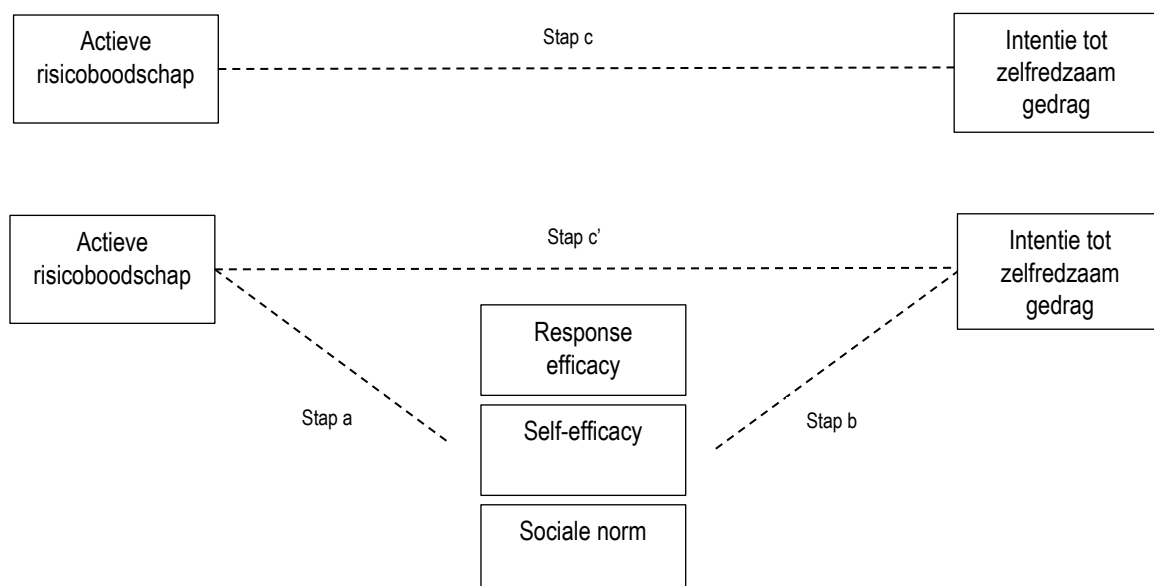 Actieve
risicoboodschap
Stap c
Intentie tot
zelfredzaam
gedrag
Actieve
risicoboodschap
Stap c’
Intentie tot
zelfredzaam
gedrag
Response
efficacy
Stap a
Self-efficacy
Stap b
Sociale norm